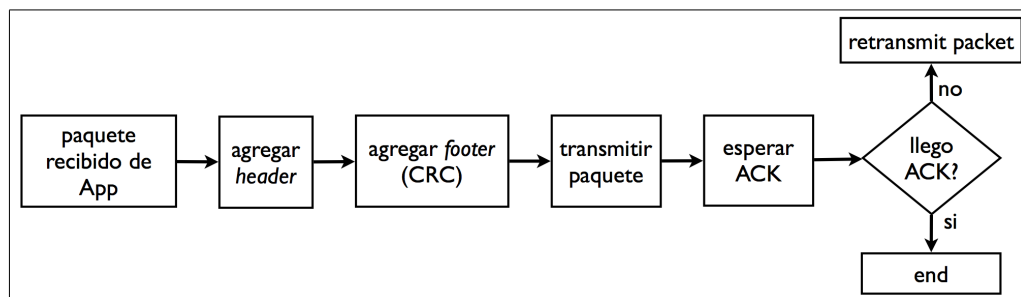 paquete
recibido de
App
agregar
header
agregar footer
(CRC)
transmitir
paquete
esperar
ACK
llego
ACK?
no
retransmit packet
si
end